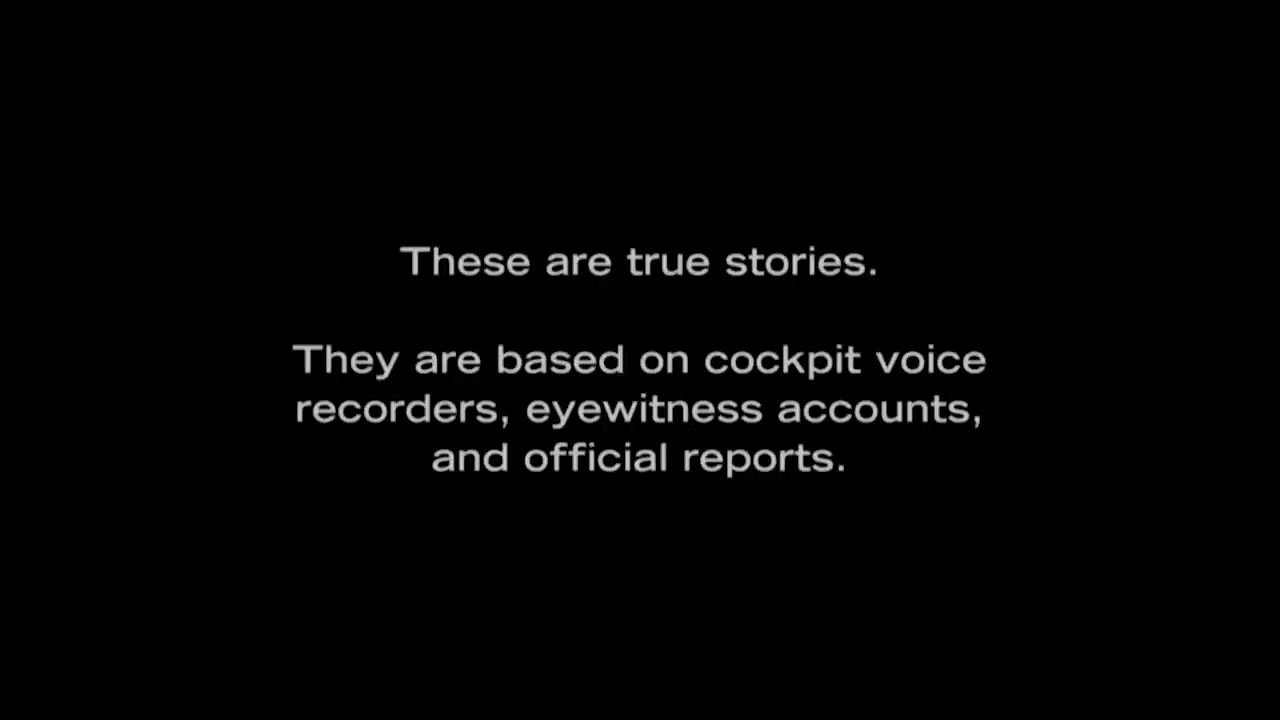 These are true stories.
They are based on cockpit voice
recorders, eyewitness accounts,
and official reports.